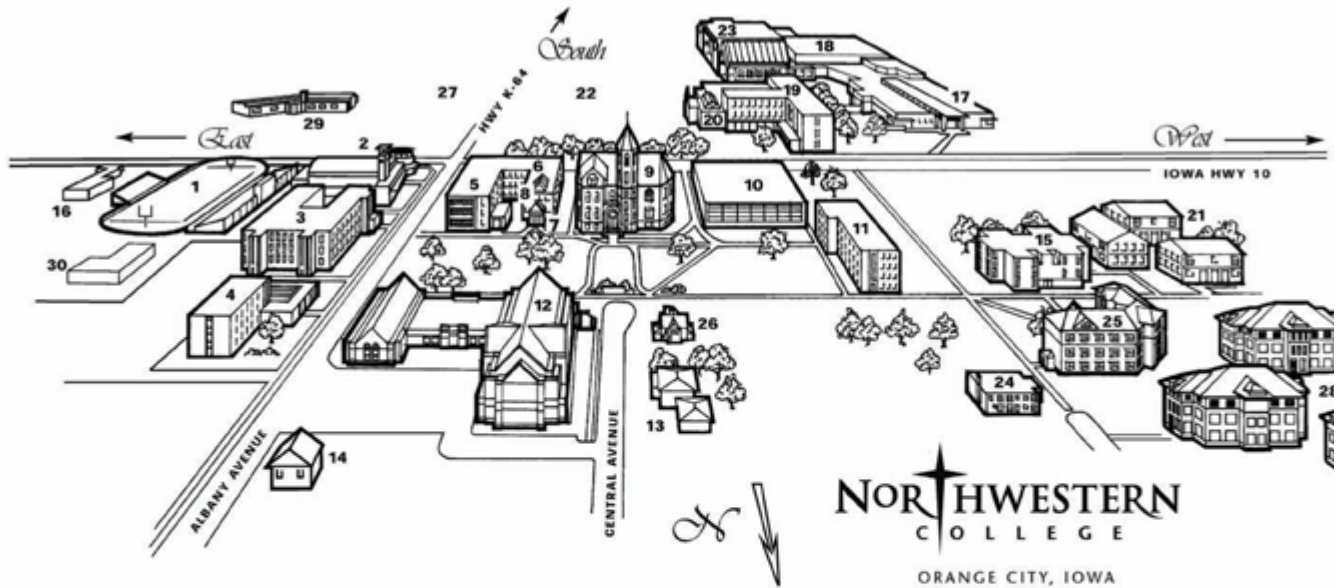 South
23
18
27
HWY K-64
22
19
17
29
20
East
2
West
1
6
9
IOWA HWY 10
5
8
10
16
3
7
11
21
15
30
4
12
26
25
24
28
13
14
ALBANY AVENUE
CENTRAL AVENUE
N
NORTHWESTERN
COLLEGE
ORANGE CITY, IOWA